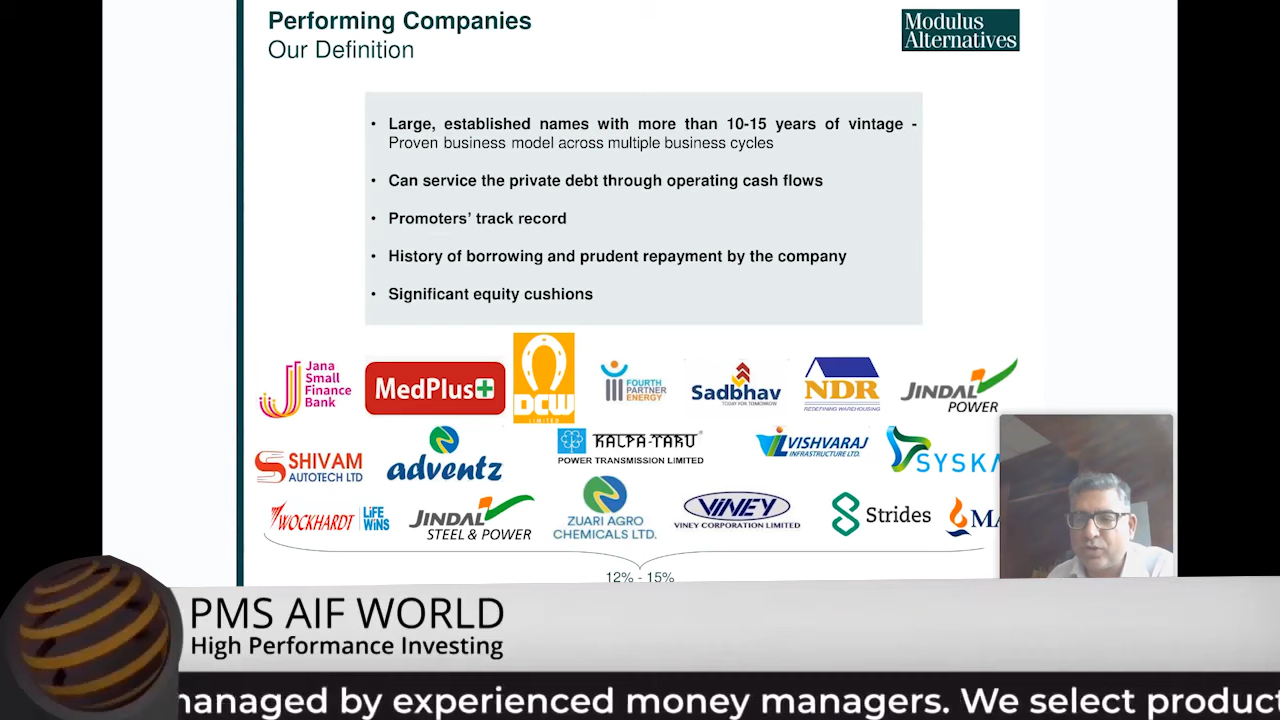 Performing Companies
Our Definition
Modulus
Alternatives
• Large, established names with more than 10-15 years of vintage -
Proven business model across multiple business cycles
• Can service the private debt through operating cash flows
• Promoters' track record
• History of borrowing and prudent repayment by the company
• Significant equity cushions
Jana
Small
Finance
Bank
MedPlus
DCW
LIMITED
FOURTH
PARTNER
ENERGY
Sadbhav
TODAY FOR TOMORROW
NDR
REDEFINING WAREHOUSING
JINDAL
POWER
SHIVAM
AUTOTECH LTD
adventz
KALPA-TARU®
POWER TRANSMISSION LIMITED
VISHVARAJ
INFRASTRUCTURE LTD.
SYSKA
WOCKHARDT
LiFE
WiNS
JINDAL
STEEL & POWER
ZUARI AGRO
CHEMICALS LTD.
ViNEY
VINEY CORPORATION LIMITED
Strides
MA
12% - 15%
PMS AIF WORLD
High Performance Investing
managed by experienced money managers. We select product